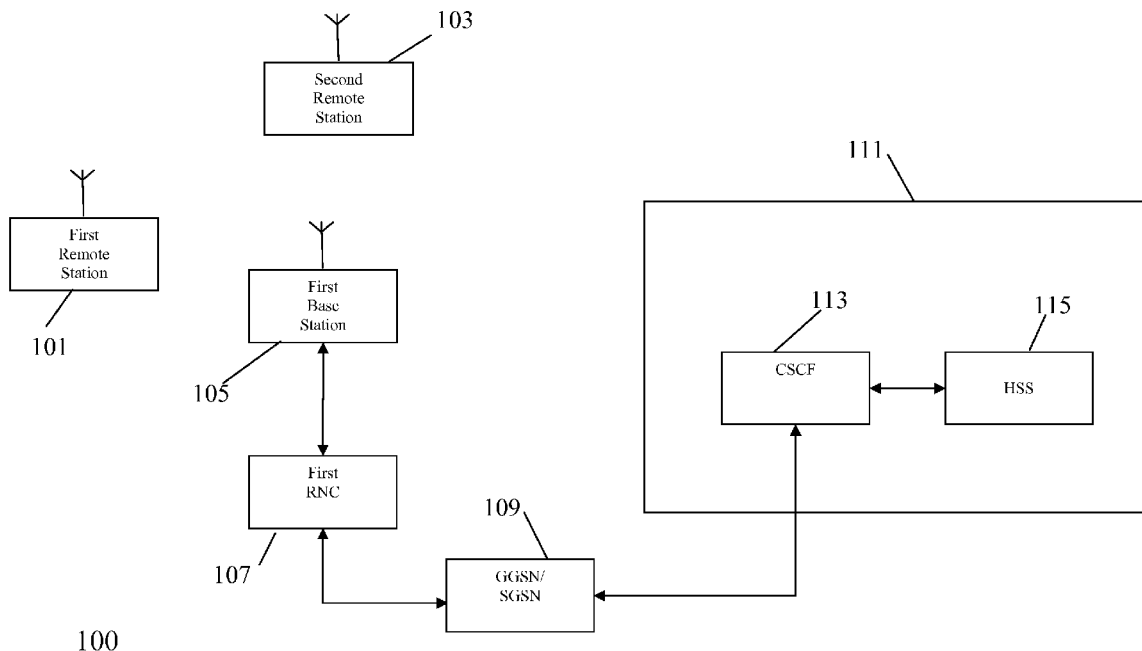 103
Second
Remote
Station
111
First
Remote
Station
101
First
Base
Station
105
113
115
CSCF
HSS
First
RNC
107
109
GGSN/
SGSN
100